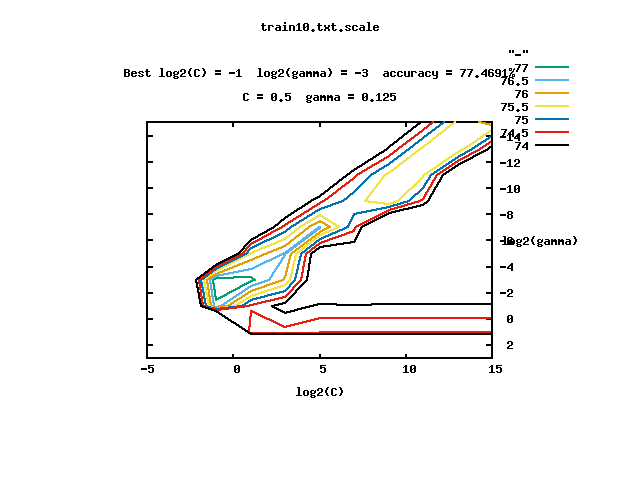 train10.txt.scale
"-"
Best log2(C) = -1 log2(gamma) = -3 accuracy = 77.4691%
77
76.5
C = 0.5 gamma = 0.125
76
75.5
75
74.5
74
-14
-12
-10
-8
-6
log2(gamma)
-4
-2
0
2
-5 0 5 10 15
log2(C)